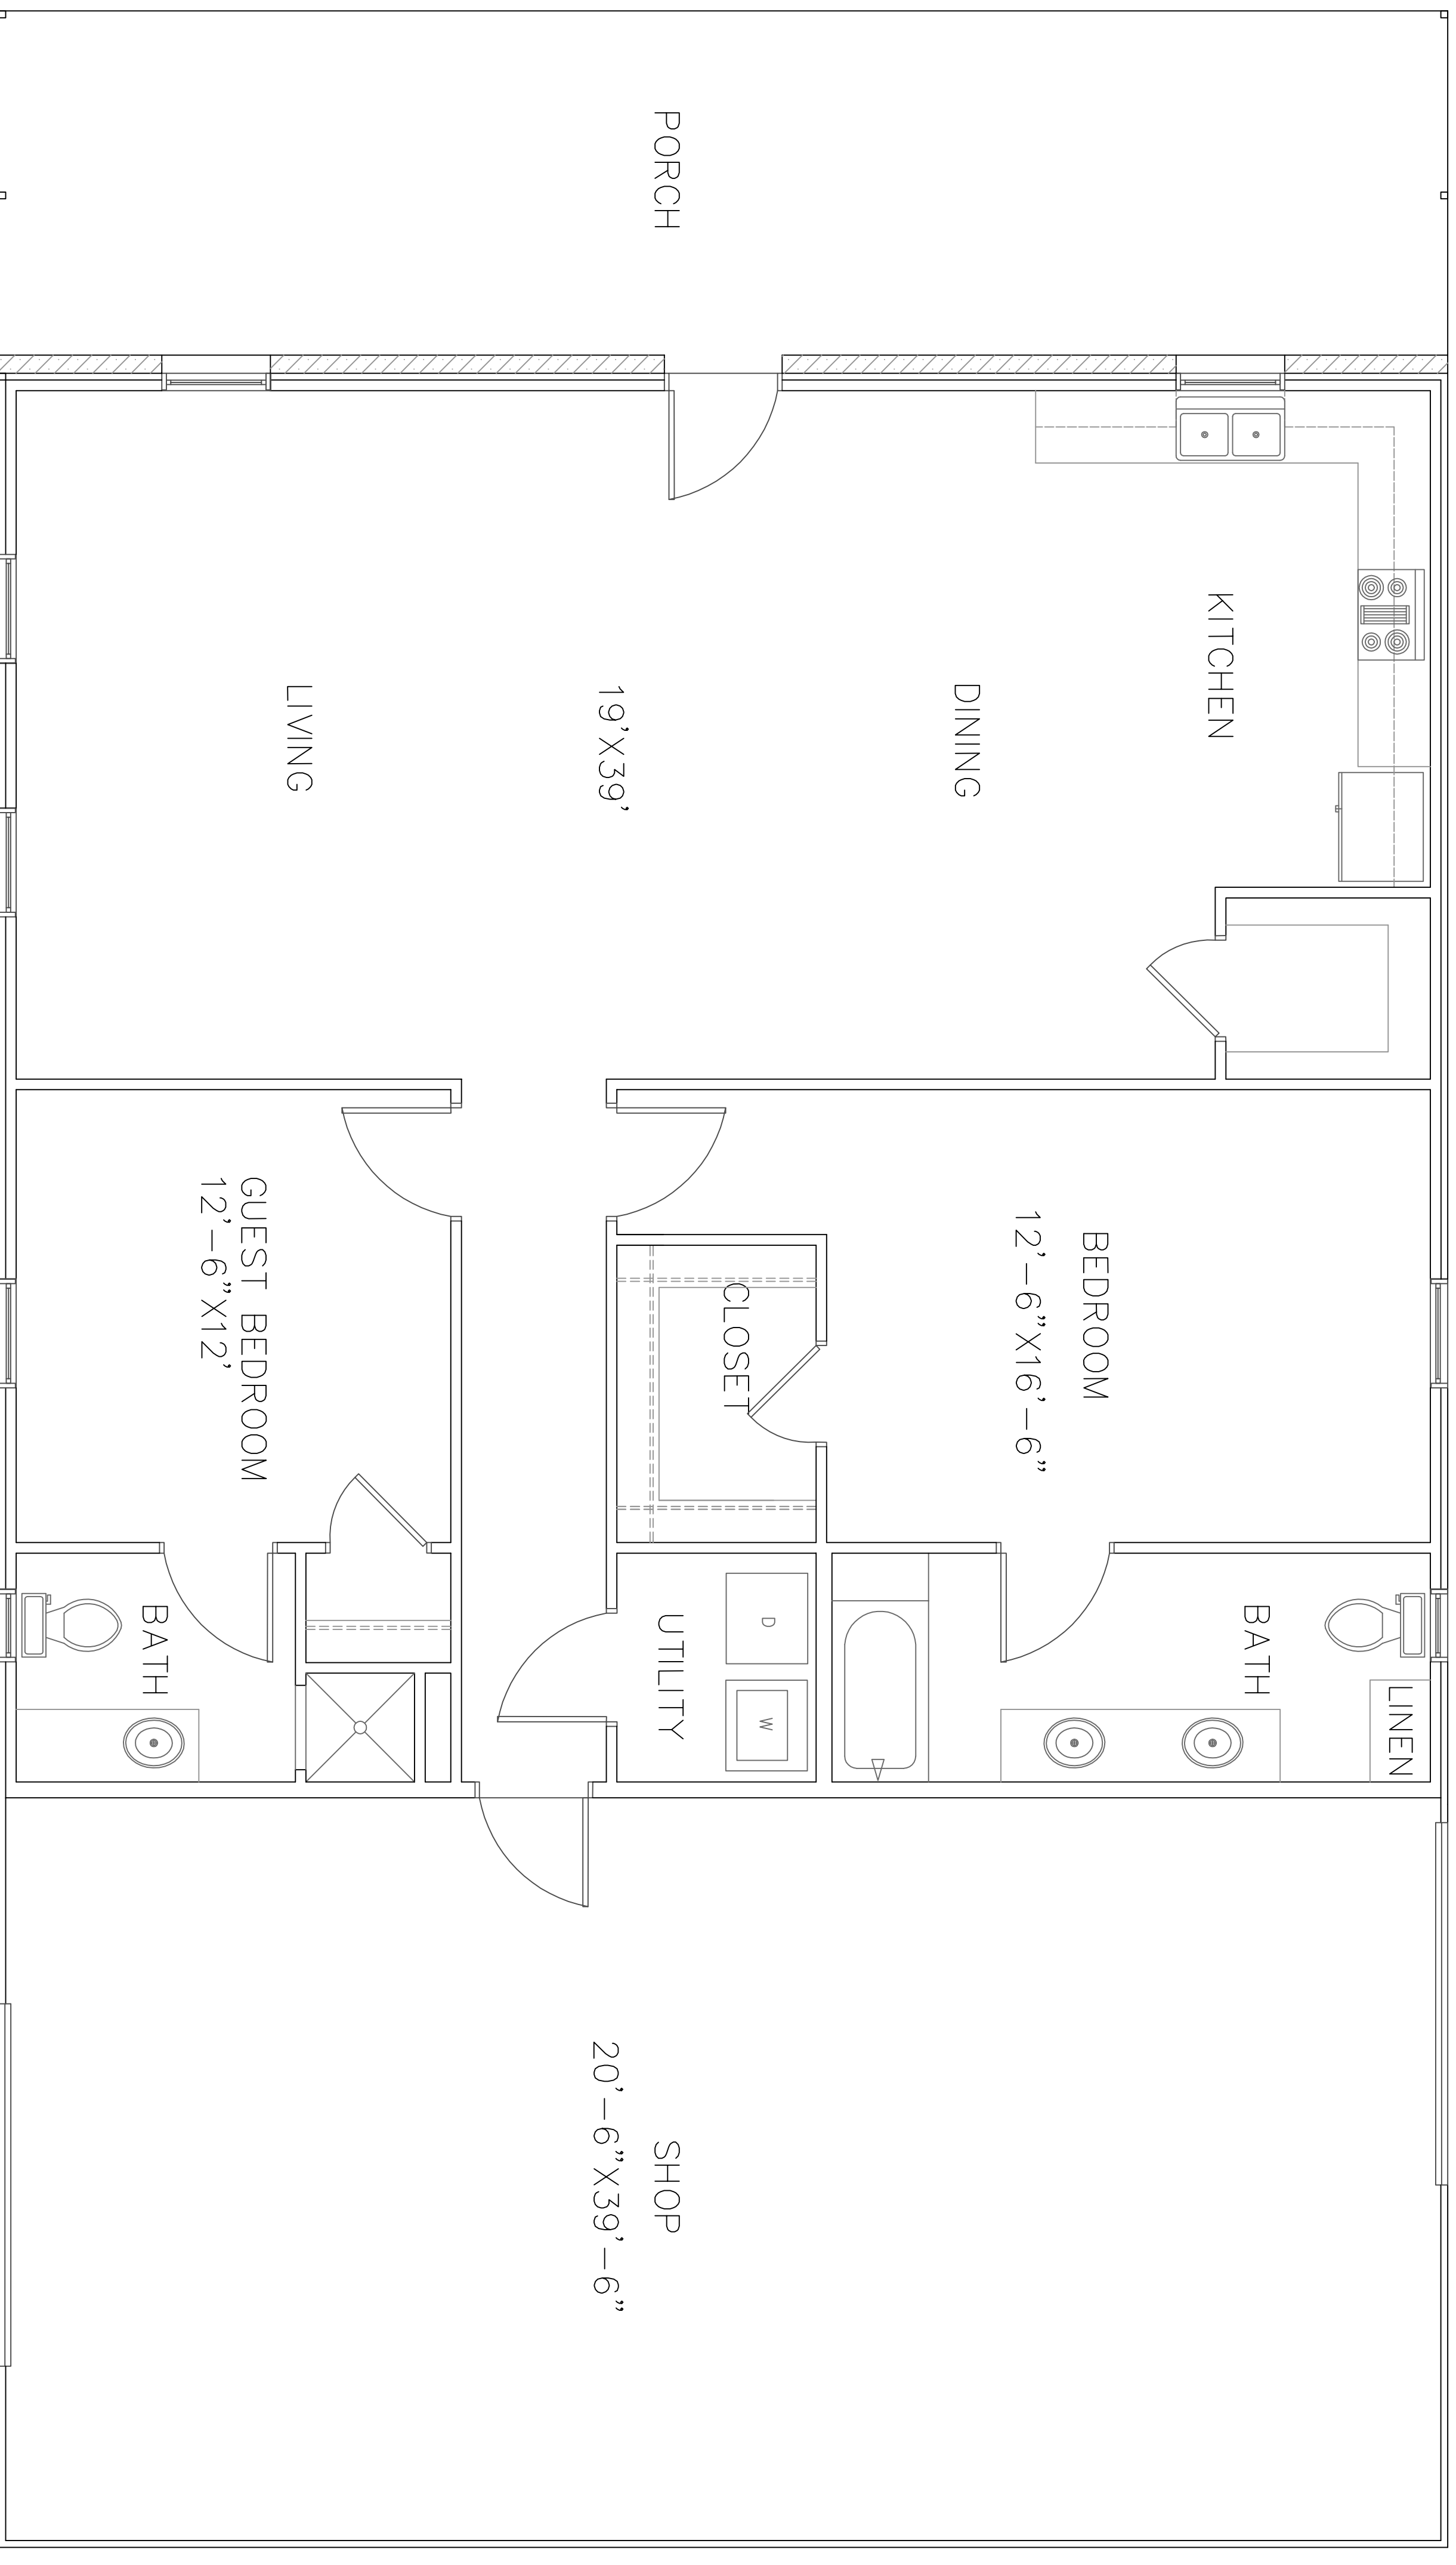 PORCH
KITCHEN
DINING
19'X39'
LIVING
BEDROOM
12'-6"X16'-6"
CLOSET
GUEST BEDROOM
12'-6"X12'
BATH
LINEN
D
W
UTILITY
BATH
SHOP
20'-6"X39'-6"